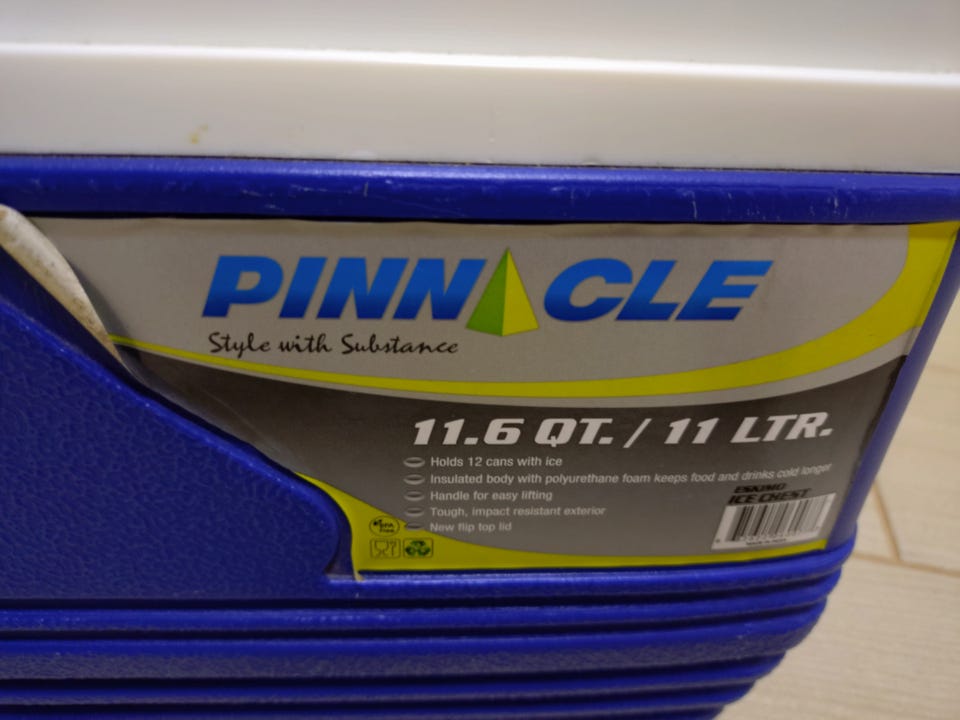 PINNACLE
Style with Substance
11.6 QT. / 11 LTR.
Holds 12 cans with ice
Insulated body with polyurethane foam keeps food and drinks cold longer
Handle for easy lifting
Tough, impact resistant exterior
New flip top lid
BPA
Free
ESKIMO
ICE CHEST